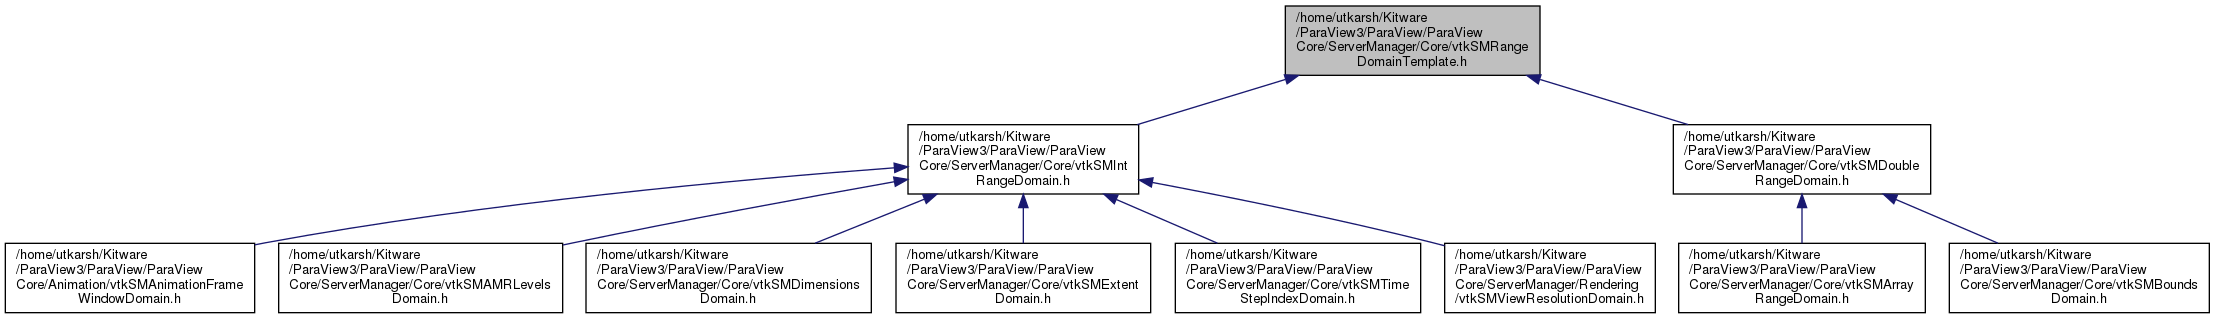 /home/utkarsh/Kitware
/ParaView3/ParaView/ParaView
Core/ServerManager/Core/vtkSMRange
DomainTemplate.h
/home/utkarsh/Kitware
/ParaView3/ParaView/ParaView
Core/ServerManager/Core/vtkSMInt
RangeDomain.h
/home/utkarsh/Kitware
/ParaView3/ParaView/ParaView
Core/ServerManager/Core/vtkSMDouble
RangeDomain.h
/home/utkarsh/Kitware
/ParaView3/ParaView/ParaView
Core/Animation/vtkSMAnimationFrame
WindowDomain.h
/home/utkarsh/Kitware
/ParaView3/ParaView/ParaView
Core/ServerManager/Core/vtkSMAMRLevels
Domain.h
/home/utkarsh/Kitware
/ParaView3/ParaView/ParaView
Core/ServerManager/Core/vtkSMDimensions
Domain.h
/home/utkarsh/Kitware
/ParaView3/ParaView/ParaView
Core/ServerManager/Core/vtkSMExtent
Domain.h
/home/utkarsh/Kitware
/ParaView3/ParaView/ParaView
Core/ServerManager/Core/vtkSMTime
StepIndexDomain.h
/home/utkarsh/Kitware
/ParaView3/ParaView/ParaView
Core/ServerManager/Rendering
/vtkSMViewResolutionDomain.h
/home/utkarsh/Kitware
/ParaView3/ParaView/ParaView
Core/ServerManager/Core/vtkSMArray
RangeDomain.h
/home/utkarsh/Kitware
/ParaView3/ParaView/ParaView
Core/ServerManager/Core/vtkSMBounds
Domain.h